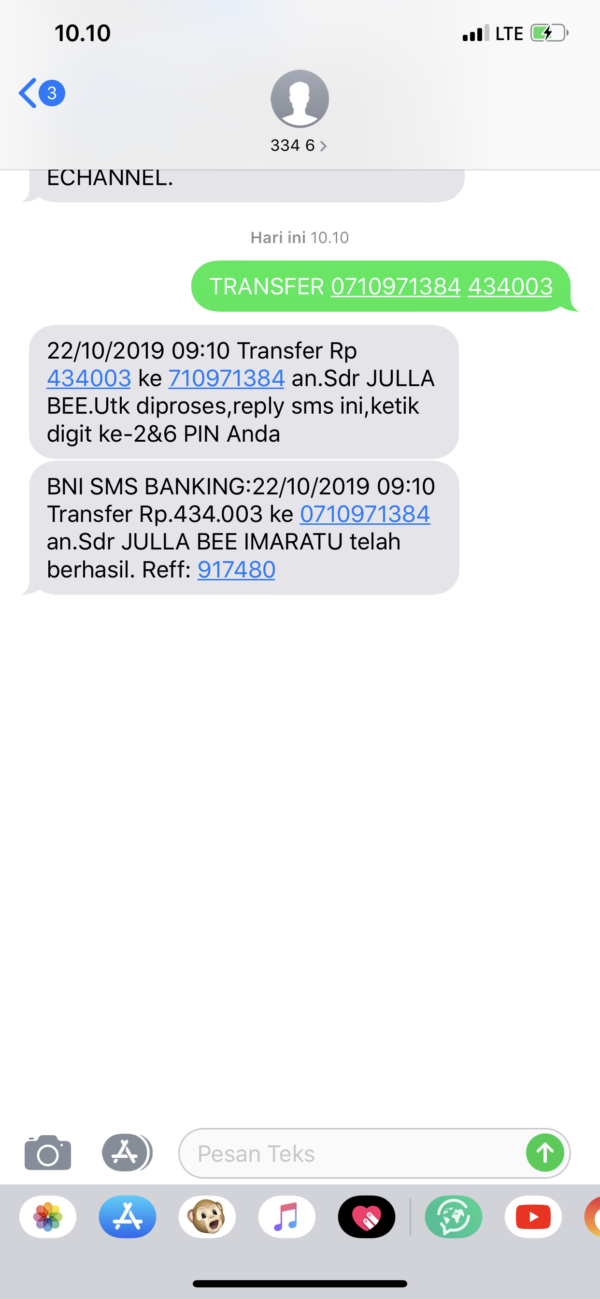 10.10
LTE
3
334 6
ECHANNEL.
Hari ini 10.10
TRANSFER 0710971384 434003
22/10/2019 09:10 Transfer Rp
434003 ke 710971384 an.Sdr JULLA
BEE.Utk diproses,reply sms ini,ketik
digit ke-2&6 PIN Anda
BNI SMS BANKING:22/10/2019 09:10
Transfer Rp.434.003 ke 0710971384
an.Sdr JULLA BEE IMARATU telah
berhasil. Reff: 917480
Pesan Teks